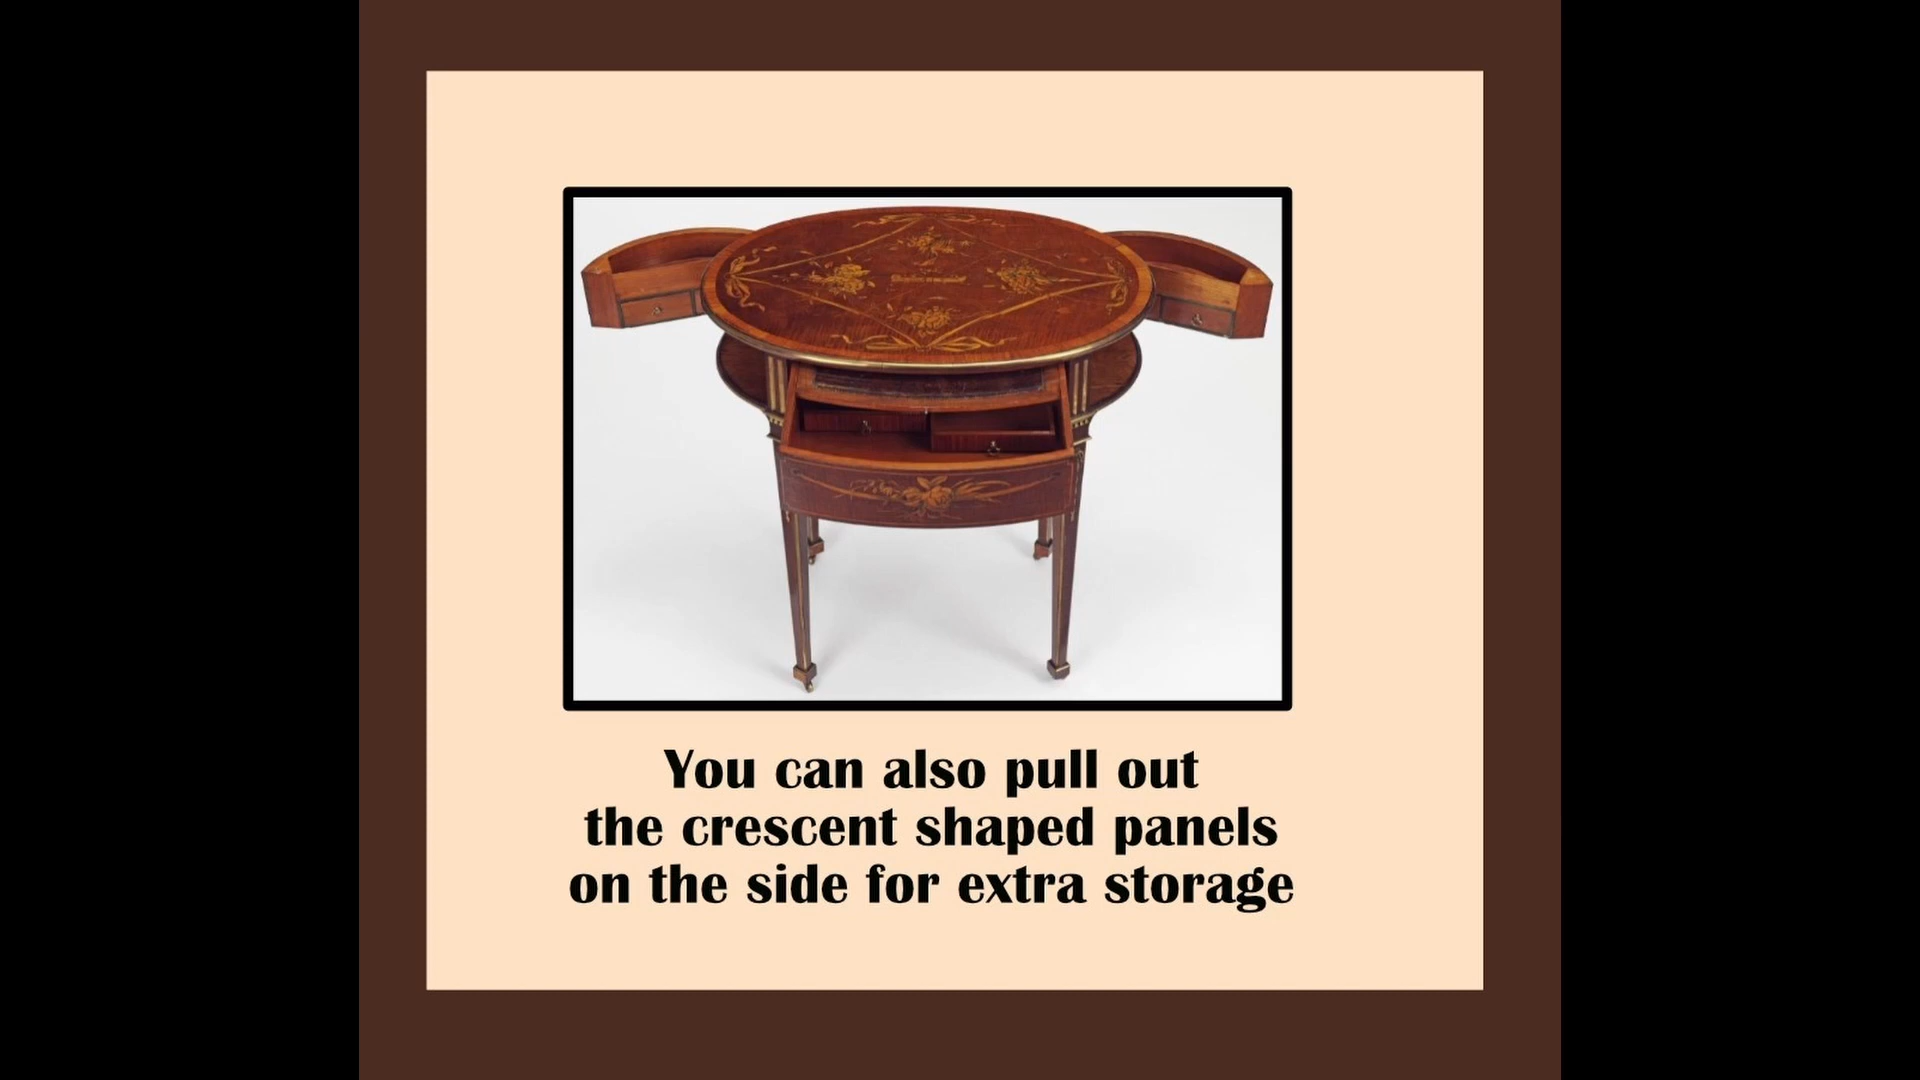 You can also pull out
the crescent shaped panels
on the side for extra storage